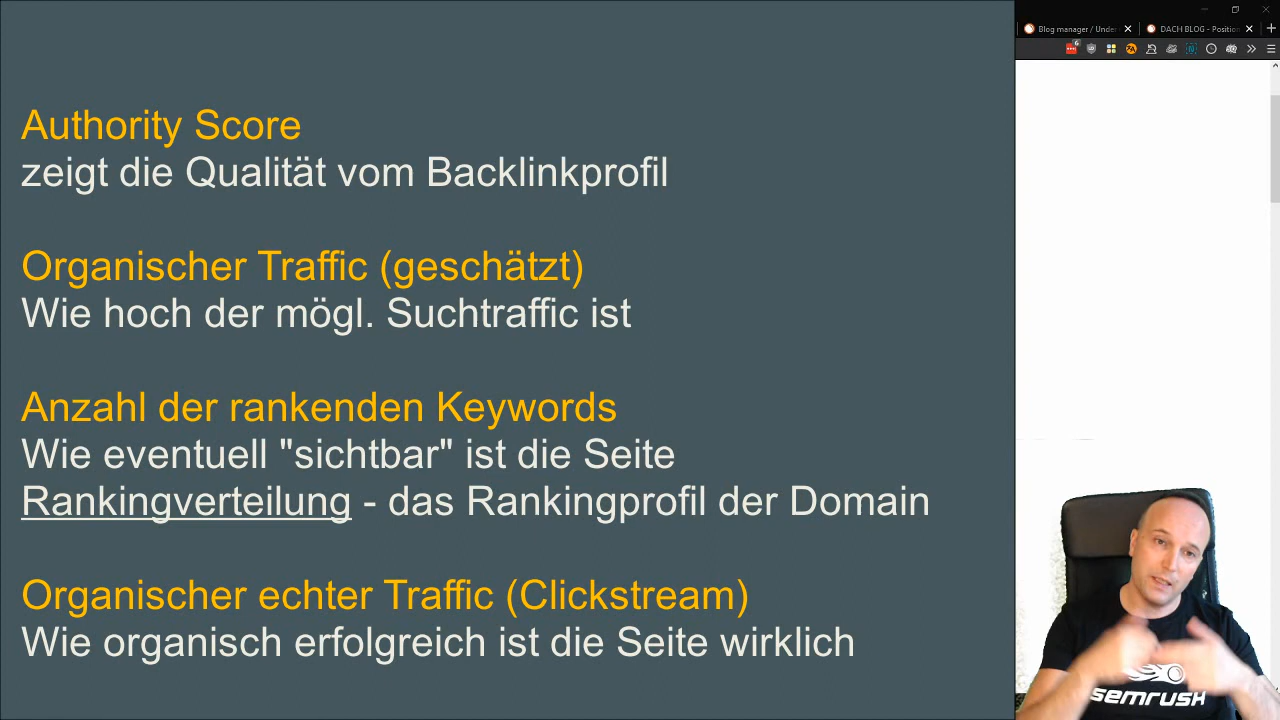 Authority Score
zeigt die Qualität vom Backlinkprofil
Organischer Traffic (geschätzt)
Wie hoch der mögl. Suchtraffic ist
Anzahl der rankenden Keywords
Wie eventuell "sichtbar" ist die Seite
Rankingverteilung - das Rankingprofil der Domain
Organischer echter Traffic (Clickstream)
Wie organisch erfolgreich ist die Seite wirklich
Blog manager / Under
DACH BLOG - Position
semrush